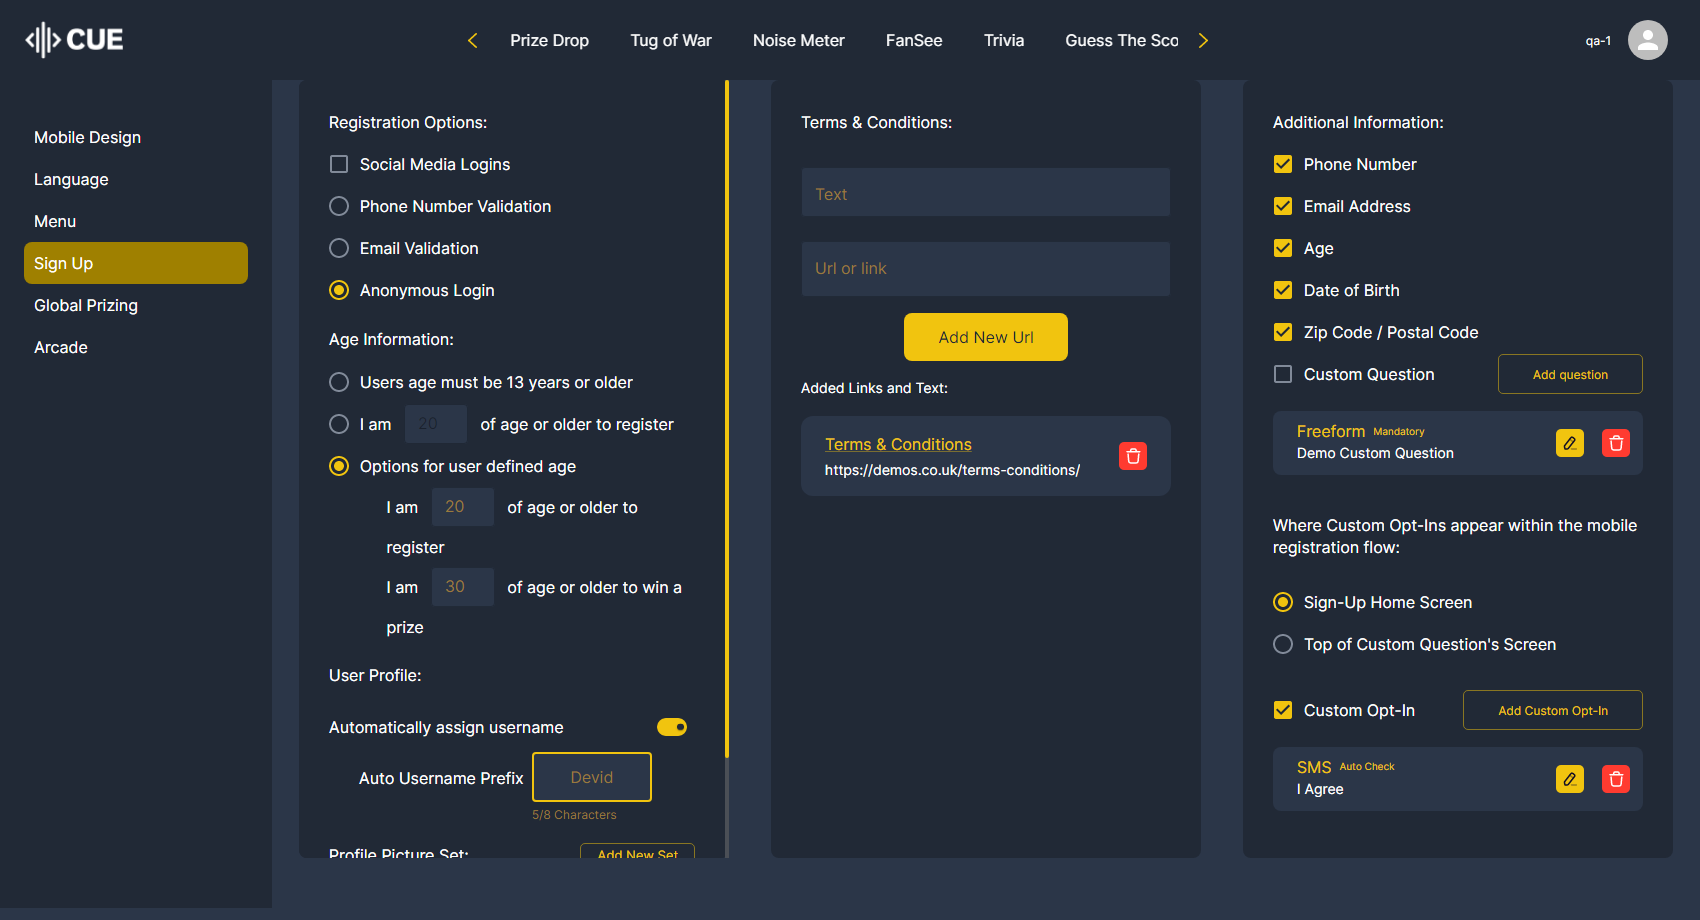 CUE
Prize Drop
Tug of War
Noise Meter
FanSee
Trivia
Guess The Sco
qa-1
Mobile Design
Language
Menu
Sign Up
Global Prizing
Arcade
Registration Options:
Social Media Logins
Phone Number Validation
Email Validation
Anonymous Login
Age Information:
Users age must be 13 years or older
I am 20 of age or older to register
Options for user defined age
I am 20 of age or older to
register
I am 30 of age or older to win a
prize
User Profile:
Automatically assign username
Auto Username Prefix Devid
5/8 Characters
Profile Picture Set: Add New Set
Terms & Conditions:
Text
Url or link
Add New Url
Added Links and Text:
Terms & Conditions
https://demos.co.uk/terms-conditions/
Additional Information:
Phone Number
Email Address
Age
Date of Birth
Zip Code / Postal Code
Custom Question Add question
Freeform Mandatory
Demo Custom Question
Where Custom Opt-Ins appear within the mobile
registration flow:
Sign-Up Home Screen
Top of Custom Question's Screen
Custom Opt-In Add Custom Opt-In
SMS Auto Check
I Agree